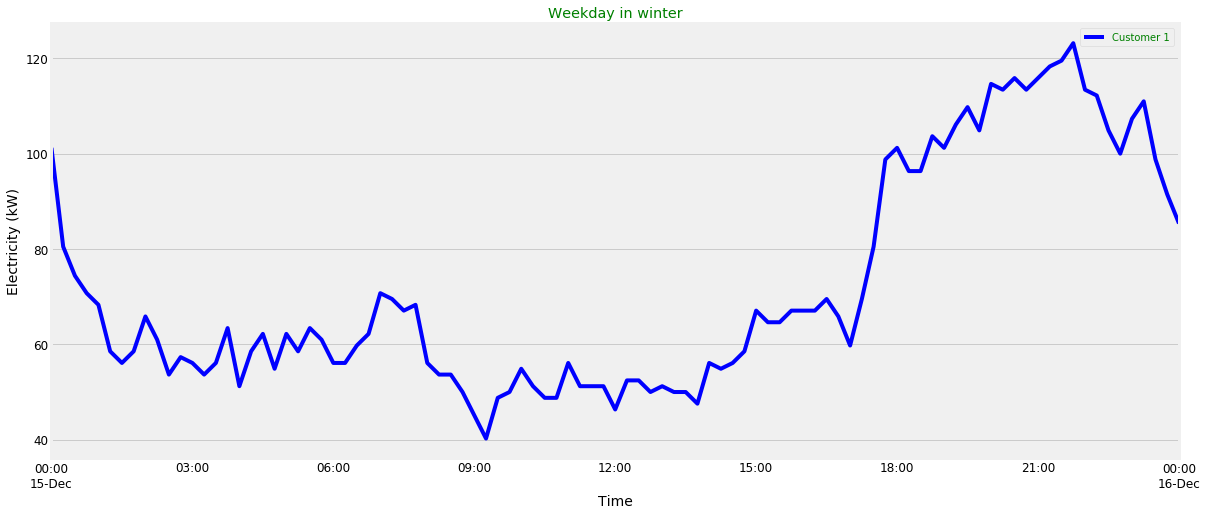 Weekday in winter
Customer 1
Electricity (kW)
120
100
80
60
40
00:00 03:00 06:00 09:00 12:00 15:00 18:00 21:00 00:00
15-Dec 16-Dec
Time